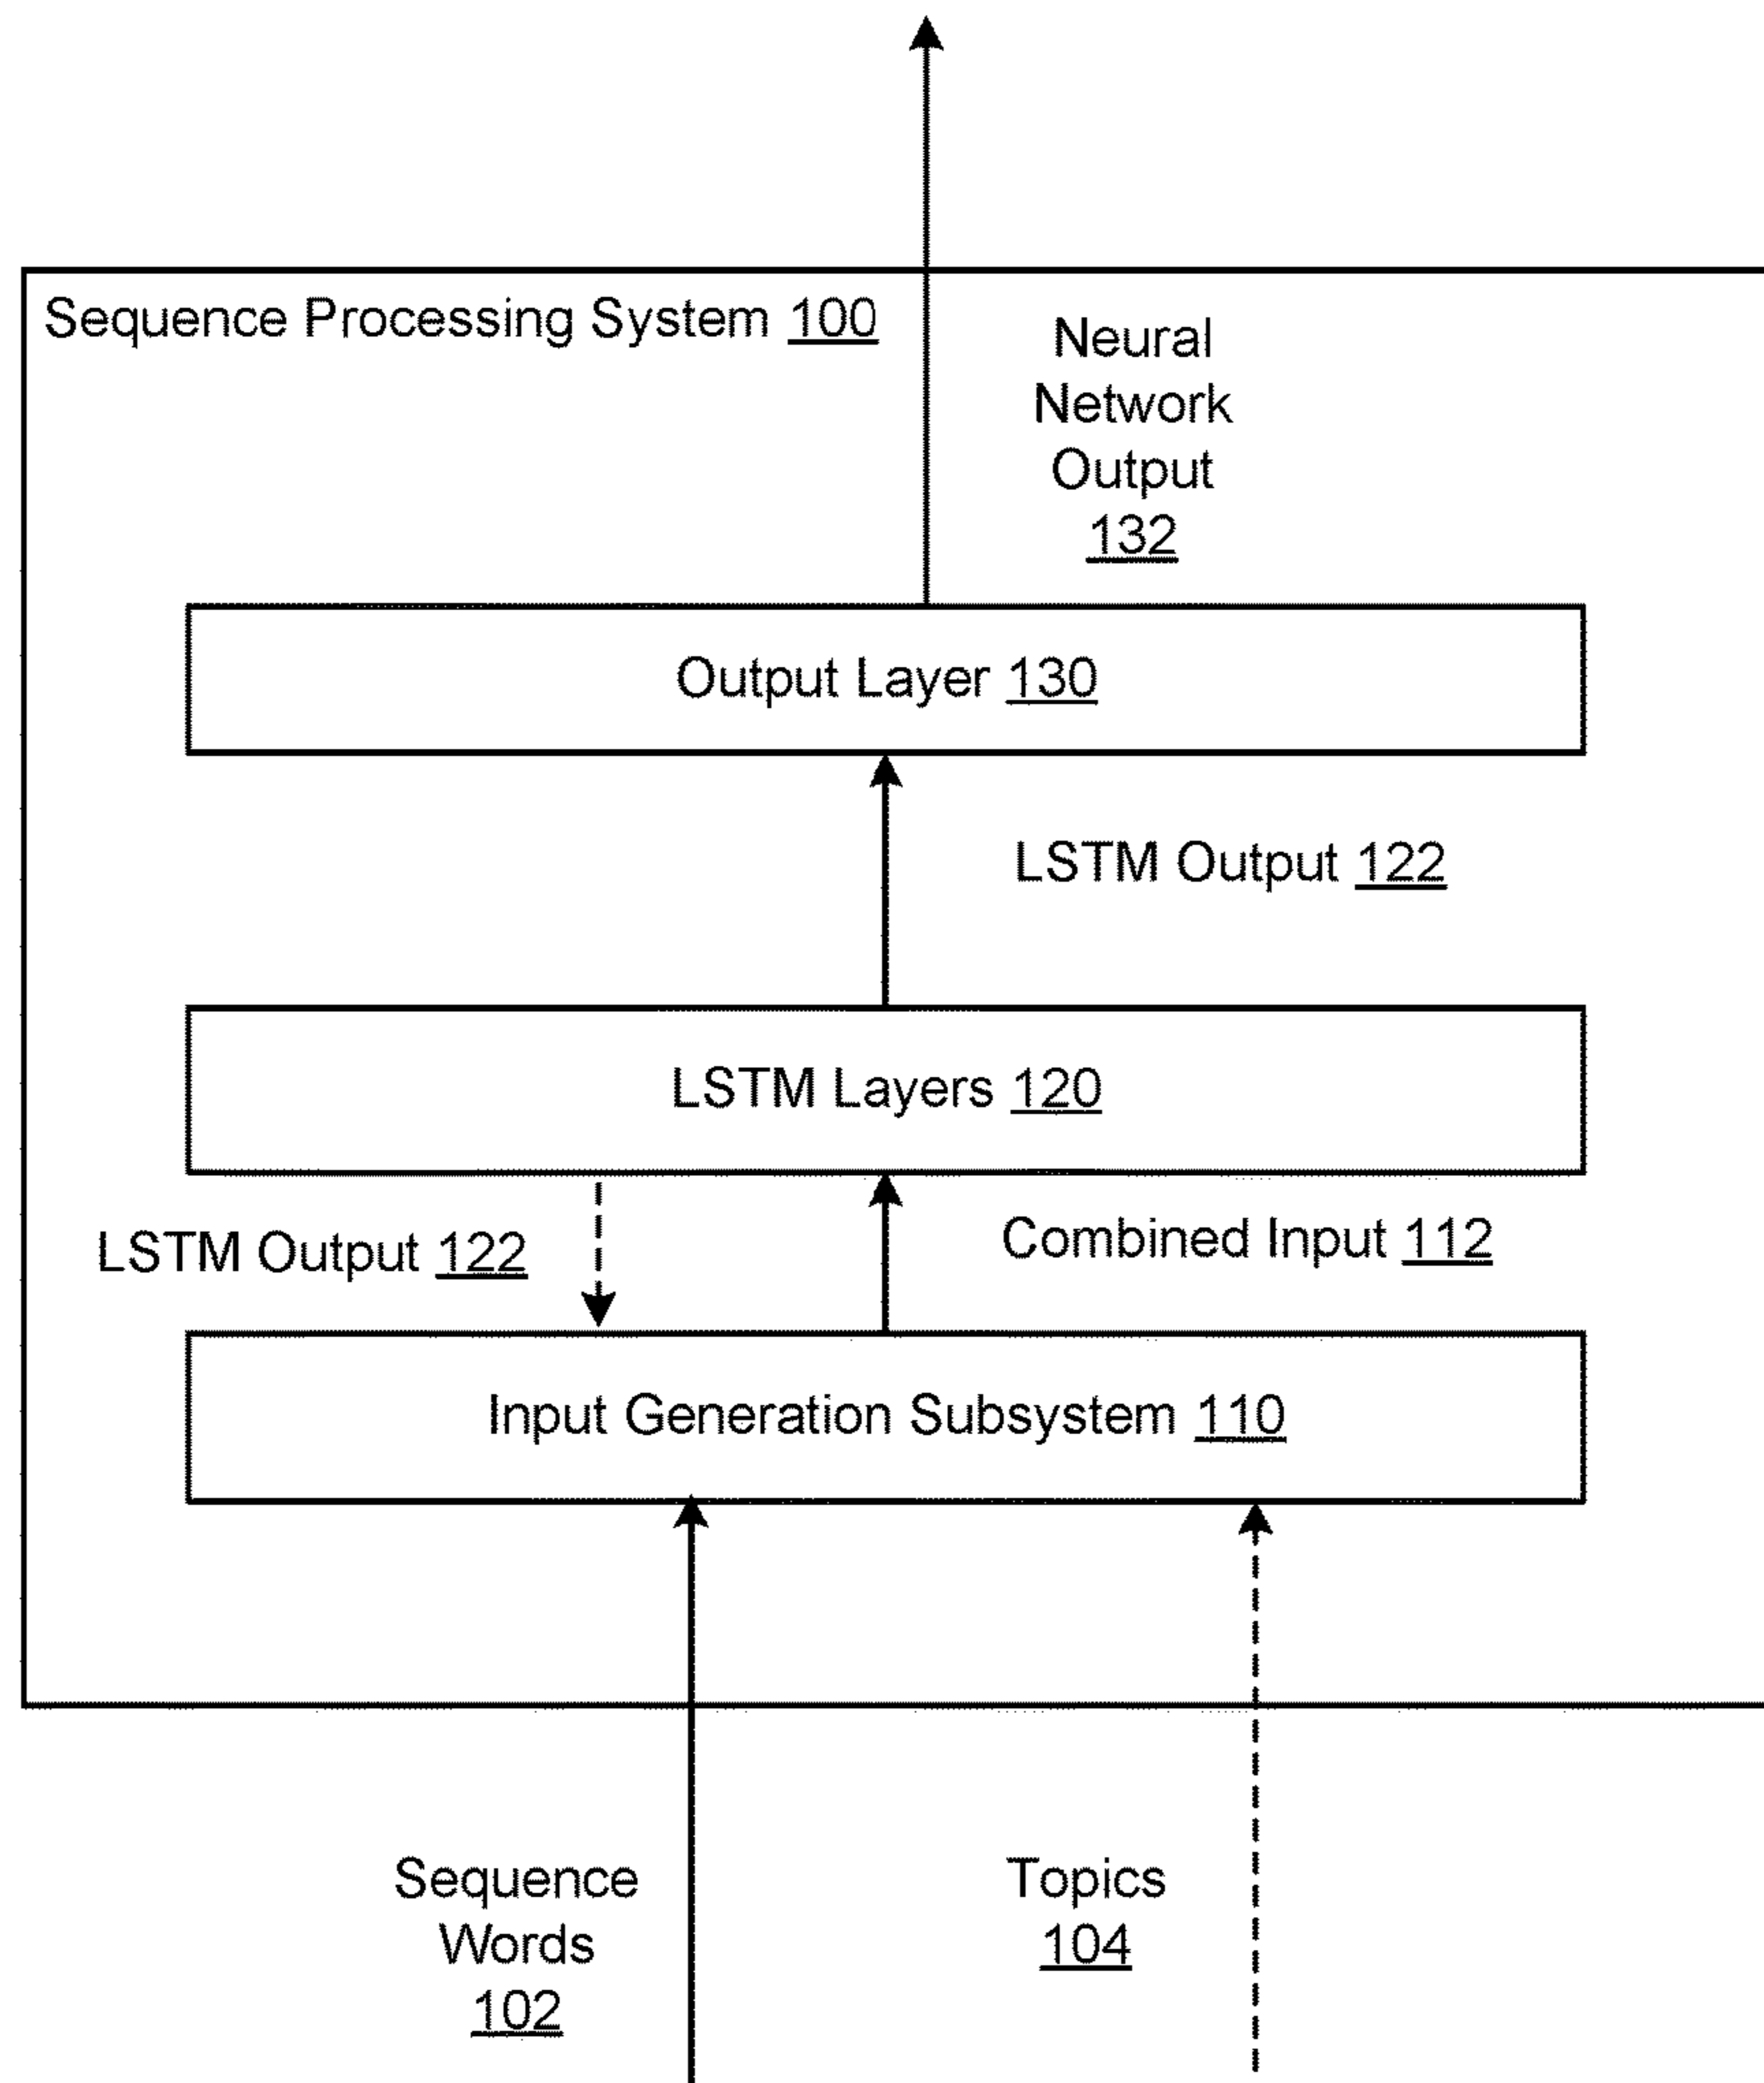 Sequence Processing System 100
Neural
Network
Output
132
Output Layer 130
LSTM Output 122
LSTM Layers 120
LSTM Output 122
Combined Input 112
Input Generation Subsystem 110
Sequence
Words
102
Topics
104